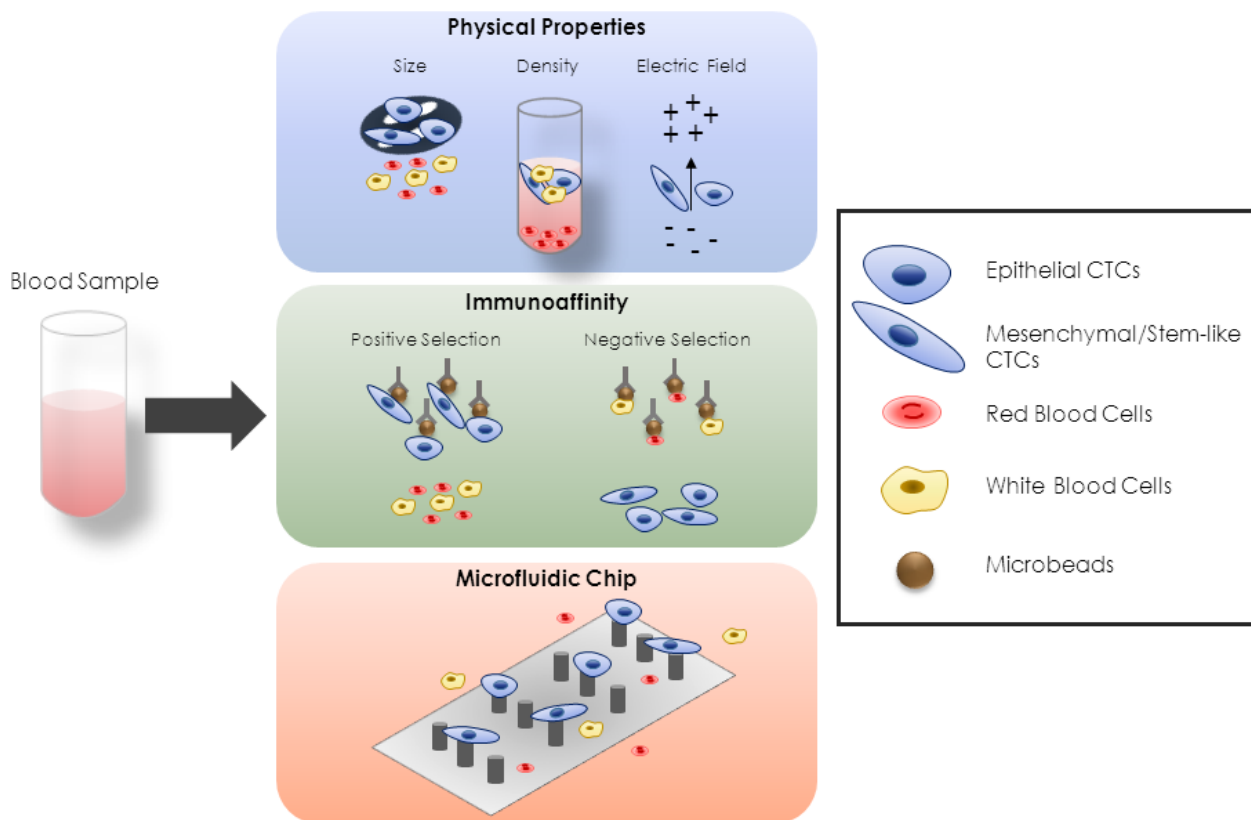 Physical Properties
Size
Density
Electric Field
+ + + + + +
- - - - -
Blood Sample
Immunoaffinity
Positive Selection
Negative Selection
Microfluidic Chip
Epithelial CTCs
Mesenchymal/Stem-like
CTCs
Red Blood Cells
White Blood Cells
Microbeads